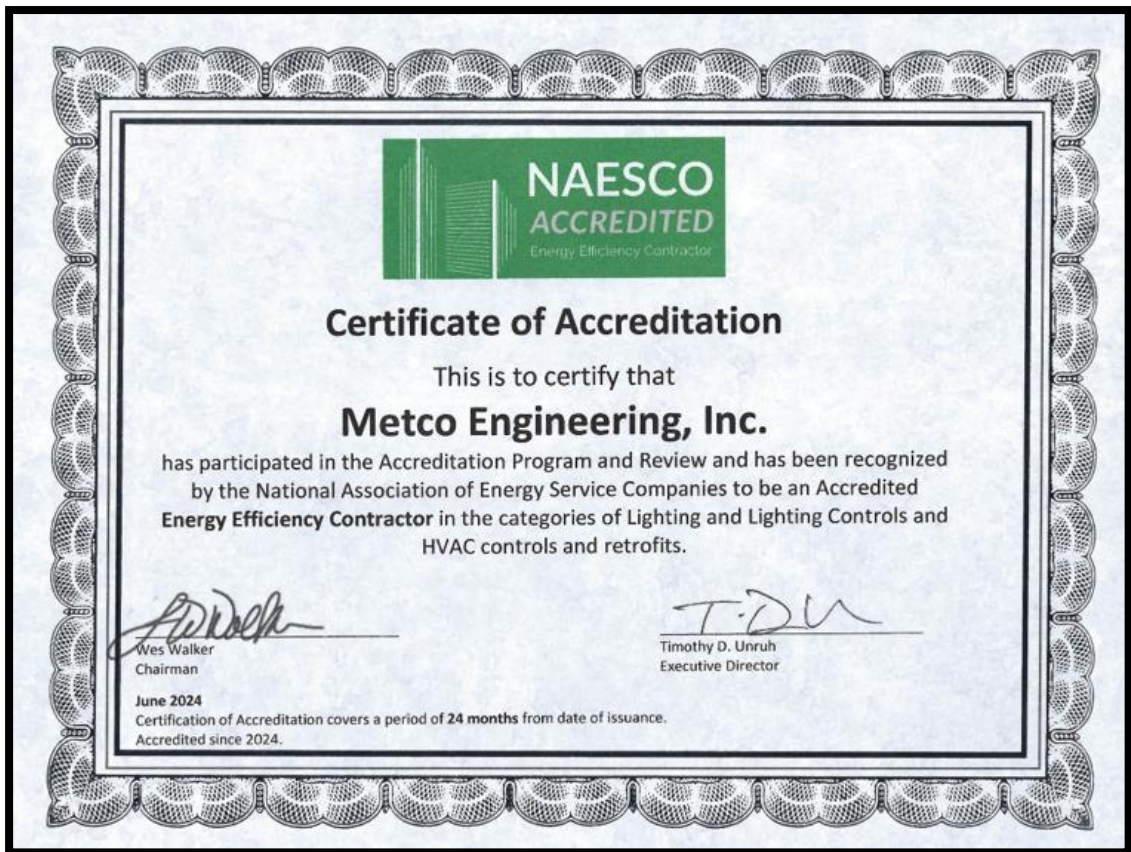 NAESCO
ACCREDITED
Energy Efficiency Contractor
Certificate of Accreditation
This is to certify that
Metco Engineering, Inc.
has participated in the Accreditation Program and Review and has been recognized
by the National Association of Energy Service Companies to be an Accredited
Energy Efficiency Contractor in the categories of Lighting and Lighting Controls and
HVAC controls and retrofits.
Wes Walker
Chairman
T.DU
Timothy D. Unruh
Executive Director
June 2024
Certification of Accreditation covers a period of 24 months from date of issuance.
Accredited since 2024.